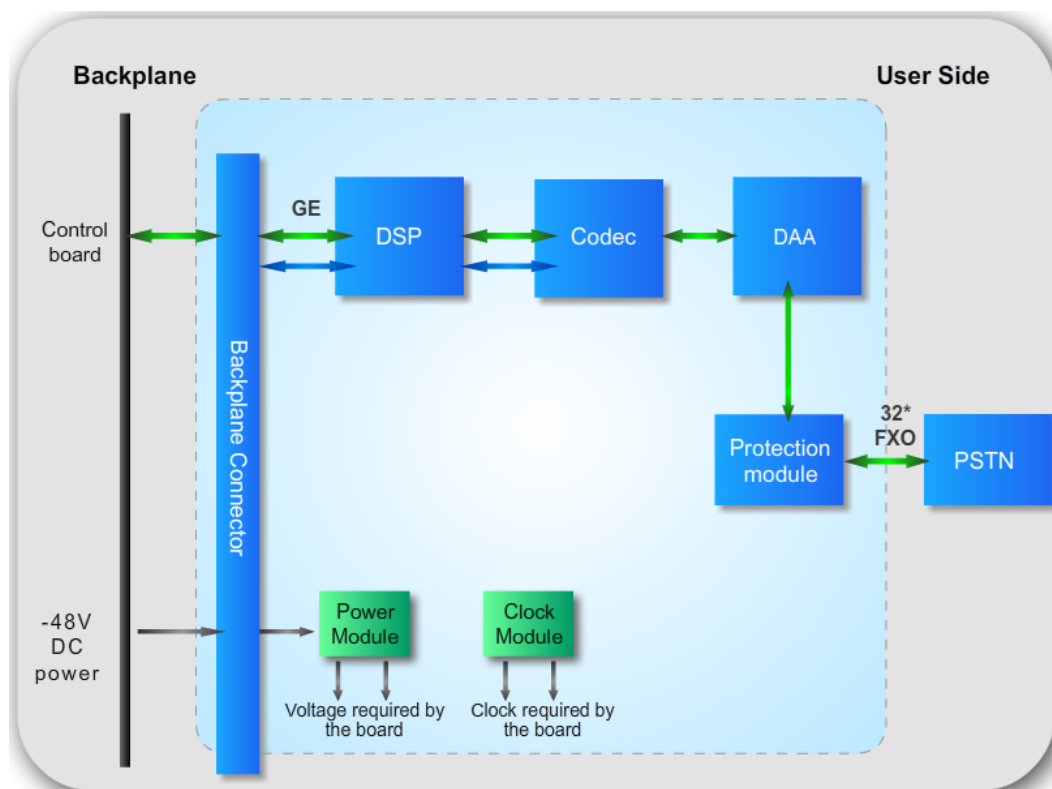 Backplane
User Side
Control
board
GE
DSP
Codec
DAA
Backplane Connector
32*
FXO
Protection
module
PSTN
-48V
DC
power
Power
Module
Clock
Module
Voltage required by
the board
Clock required by
the board